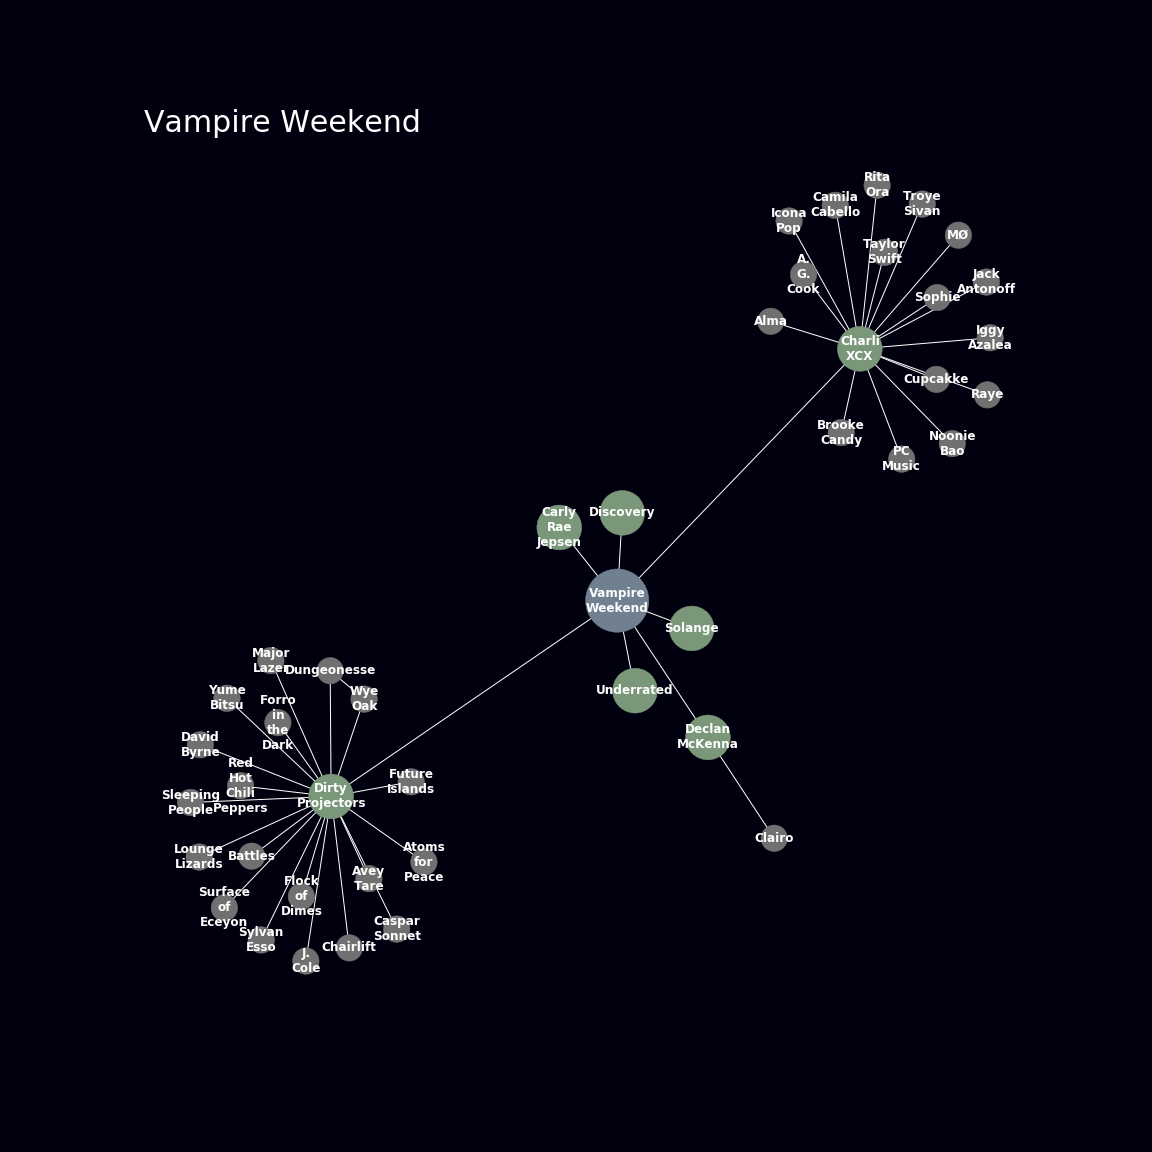 Vampire Weekend
Rita
Ora
Camila
Cabello
Troye
Sivan
Icona
Pop
MØ
Taylor
Swift
A.
G.
Cook
Jack
Antonoff
Sophie
Alma
Iggy
Azalea
Charli
XCX
Cupcakke
Raye
Brooke
Candy
Noonie
Bao
PC
Music
Carly
Rae
Jepsen
Discovery
Vampire
Weekend
Solange
Underrated
Declan
McKenna
Clairo
Major
Lazer
Dungeonesse
Wye
Oak
Yume
Bitsu
Forro
in
the
Dark
David
Byrne
Red
Hot
Chili
Peppers
Future
Islands
Sleeping
People
Dirty
Projectors
Lounge
Lizards
Battles
Atoms
for
Peace
Avey
Tare
Flock
of
Dimes
Surface
of
Eceyon
Caspar
Sonnet
Sylvan
Esso
Chairlift
J.
Cole